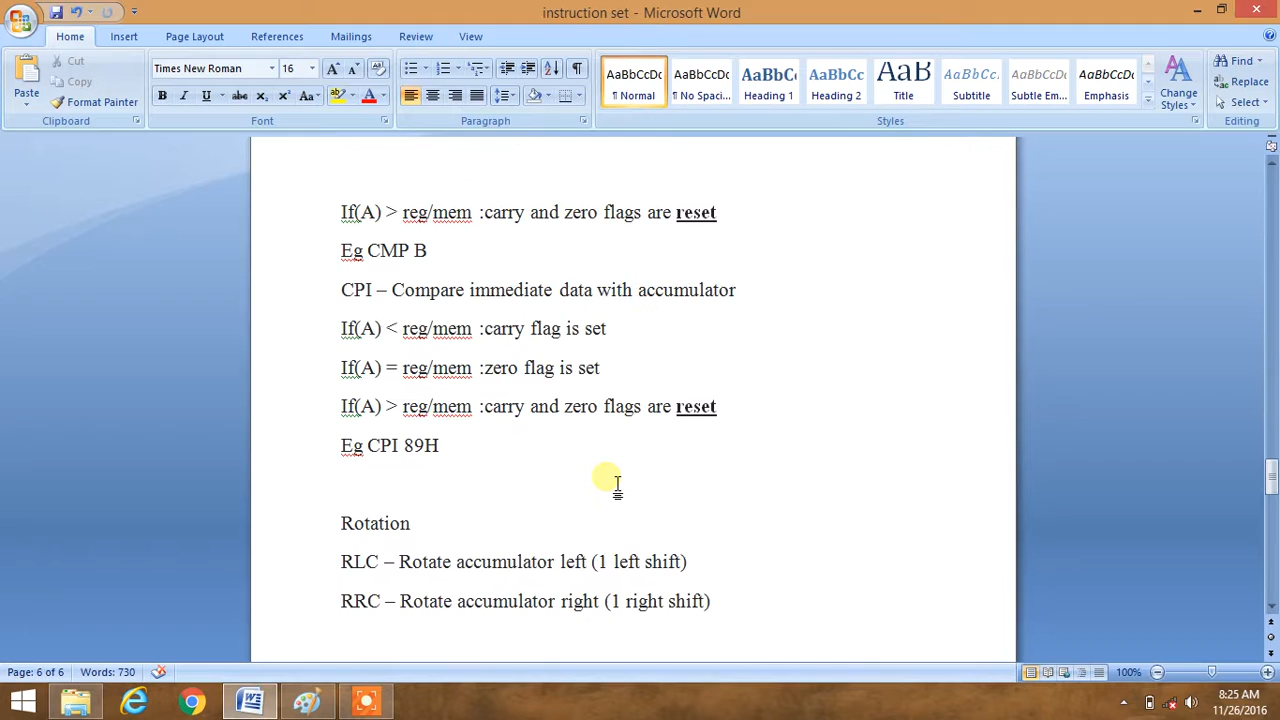 instruction set - Microsoft Word
Home Insert Page Layout References Mailings Review View
Paste
Cut
Copy
Format Painter
Clipboard
Times New Roman 16
Font
Paragraph
AaBbCcDc AaBbCcDc AaBbCc AaBbCc AaB AaBbCc. AaBbCcDc AaBbCcDc
¶ Normal ¶ No Spaci... Heading 1 Heading 2 Title Subtitle Subtle Em... Emphasis
Change Styles
Styles
Find
Replace
Select
Editing
If(A) > reg/mem :carry and zero flags are reset
Eg CMP B
CPI – Compare immediate data with accumulator
If(A) < reg/mem :carry flag is set
If(A) = reg/mem :zero flag is set
If(A) > reg/mem :carry and zero flags are reset
Eg CPI 89H
Rotation
RLC – Rotate accumulator left (1 left shift)
RRC – Rotate accumulator right (1 right shift)
Page: 6 of 6 Words: 730 100%
8:25 AM
11/26/2016